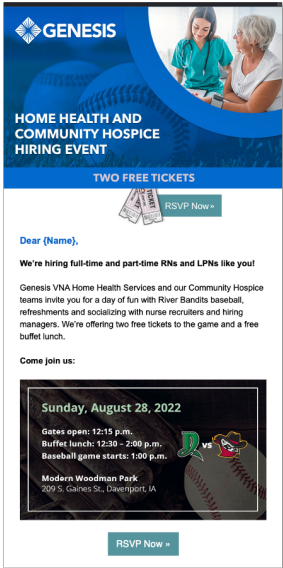 GENESIS
HOME HEALTH AND
COMMUNITY HOSPICE
HIRING EVENT
TWO FREE TICKETS
TICKET
RSVP Now »
Dear {Name},
We're hiring full-time and part-time RNs and LPNs like you!
Genesis VNA Home Health Services and our Community Hospice
teams invite you for a day of fun with River Bandits baseball,
refreshments and socializing with nurse recruiters and hiring
managers. We're offering two free tickets to the game and a free
buffet lunch.
Come join us:
Sunday, August 28, 2022
Gates open: 12:15 p.m.
Buffet lunch: 12:30 – 2:00 p.m.
Baseball game starts: 1:00 p.m.
vs
Modern Woodman Park
209 S. Gaines St., Davenport, IA
RSVP Now »